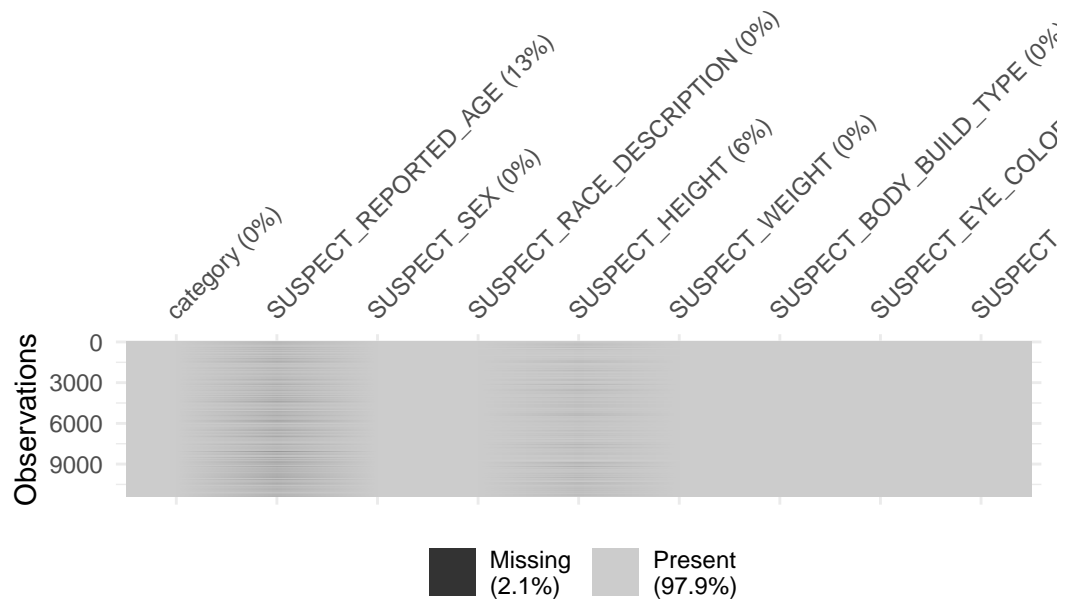 category (0%)
SUSPECT_REPORTED_AGE (13%)
SUSPECT_SEX (0%)
SUSPECT_RACE_DESCRIPTION (0%)
SUSPECT_HEIGHT (6%)
SUSPECT_WEIGHT (0%)
SUSPECT_BODY_BUILD_TYPE (0%
SUSPECT_EYE_COLO
SUSPECT
Observations
0
3000
6000
9000
Missing
(2.1%)
Present
(97.9%)